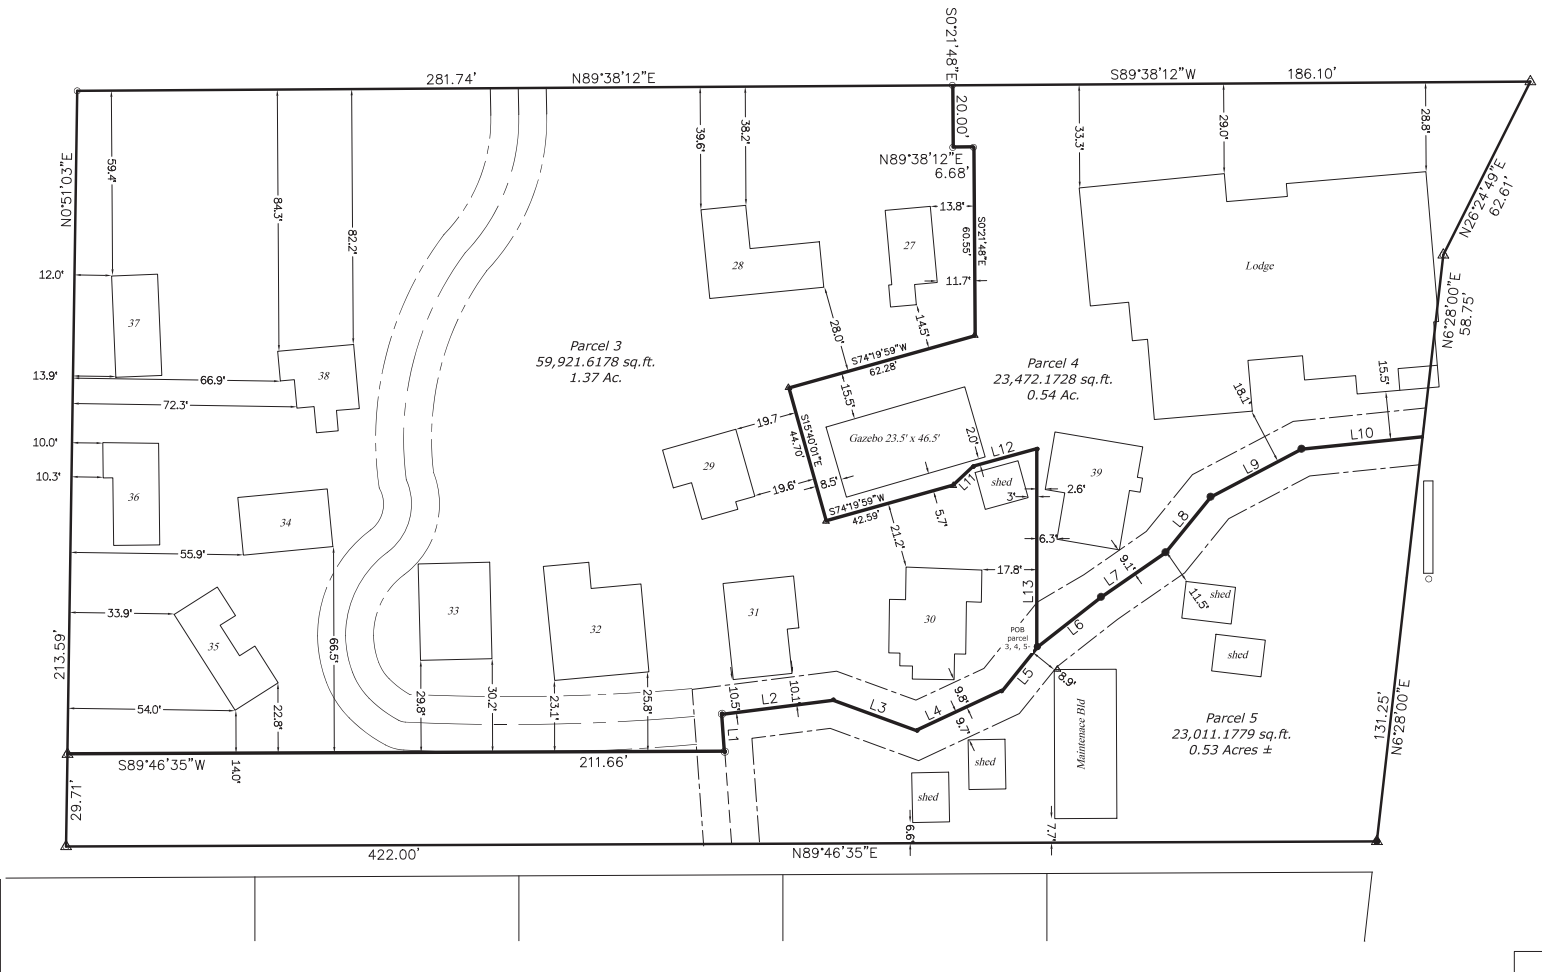 S0°21'48"E
281.74'
N89°38'12"E
S89°38'12"W
186.10'
20.00'
N89°38'12"E
6.68'
N0°51'03"E
59.4'
84.3'
82.2'
39.6'
38.2'
33.3'
29.0'
28.8'
N26°24'49"E
62.61'
13.8'
S0°21'48"E
60.55'
27
28
11.7'
Lodge
12.0'
37
28.0'
14.5'
N6°28'00"E
58.75'
Parcel 3
59,921.6178 sq.ft.
1.37 Ac.
S74°19'59"W
62.28'
Parcel 4
23,472.1728 sq.ft.
0.54 Ac.
13.9'
66.9'
38
72.3'
15.5'
15.5'
18.1'
19.7
S15°40'01"E
44.70'
Gazebo 23.5' x 46.5'
2.0'
L12
L10
10.0'
10.3'
29
19.6'
8.5'
L11
shed
3'
39
2.6'
L9
36
34
S74°19'59"W
42.59'
5.7'
21.2'
6.3'
L8
55.9'
17.8'
9.1'
L7
L13
11.5'
shed
33.9'
33
32
31
30
POB
parcel
3, 4, 5-
L6
35
shed
213.59'
66.5'
54.0'
22.8'
29.8'
30.2'
23.1'
25.8'
10.5'
L2
10.1'
L3
L4
9.8'
9.7'
L5
8.9'
L1
Parcel 5
23,011.1779 sq.ft.
0.53 Acres ±
131.25'
N6°28'00"E
Maintenance Bld
S89°46'35"W
14.0'
211.66'
shed
shed
29.71'
6.6'
7.7'
422.00'
N89°46'35"E